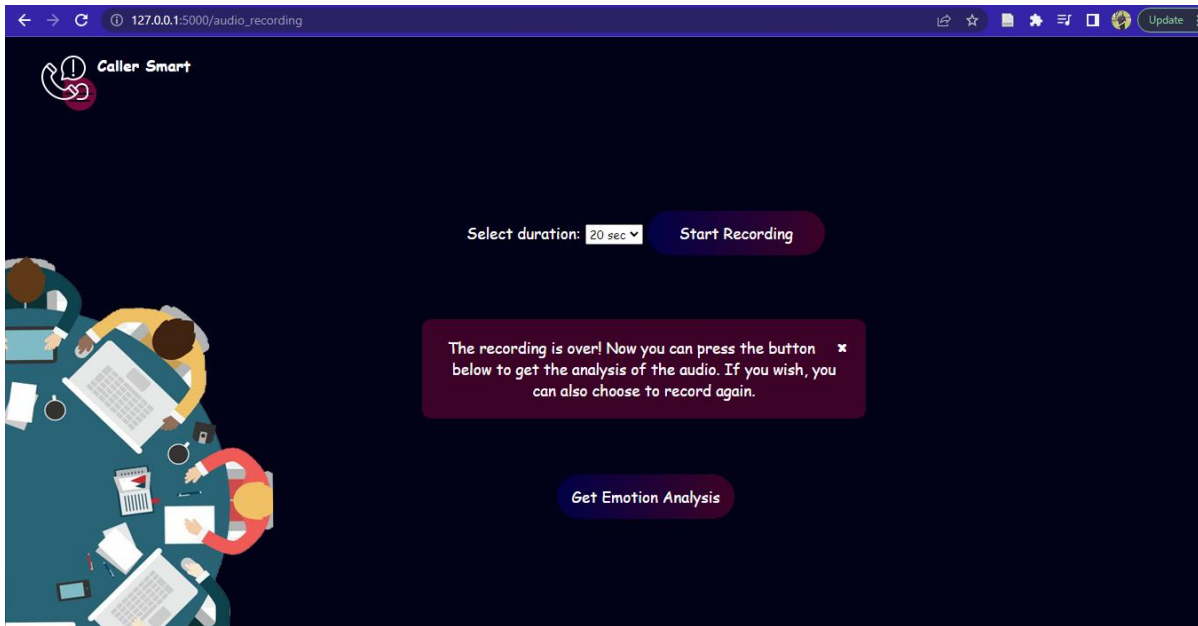 127.0.0.1:5000/audio_recording
Update
Caller Smart
Select duration: 20 sec Start Recording
The recording is over! Now you can press the button
below to get the analysis of the audio. If you wish, you
can also choose to record again.
Get Emotion Analysis